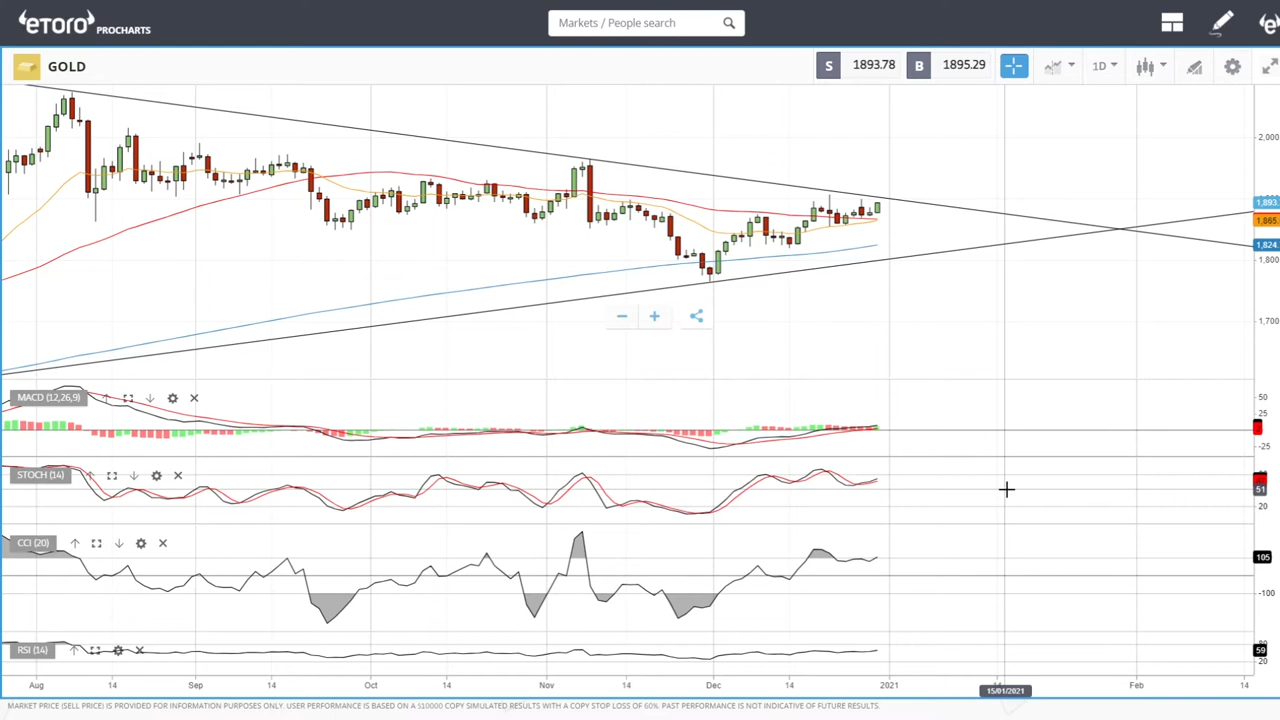 eTORO PROCHARTS
Markets / People search
GOLD
S 1893.78 B 1895.29
1D
2,000
1,893.
1,865
1,824
1,800
1,700
MACD (12,26,9)
50
25
-25
STOCH (14)
51
20
CCI (20)
105
-100
RSI (14)
80
59
20
Aug 14 Sep 14 Oct 14 Nov 14 Dec 14 2021 Feb 14
15/01/2021
MARKET PRICE (SELL PRICE) IS PROVIDED FOR INFORMATION PURPOSES ONLY. USER PERFORMANCE IS BASED ON A $10000 COPY SIMULATED RESULTS WITH A COPY STOP LOSS OF 60%. PAST PERFORMANCE IS NOT INDICATIVE OF FUTURE RESULTS.